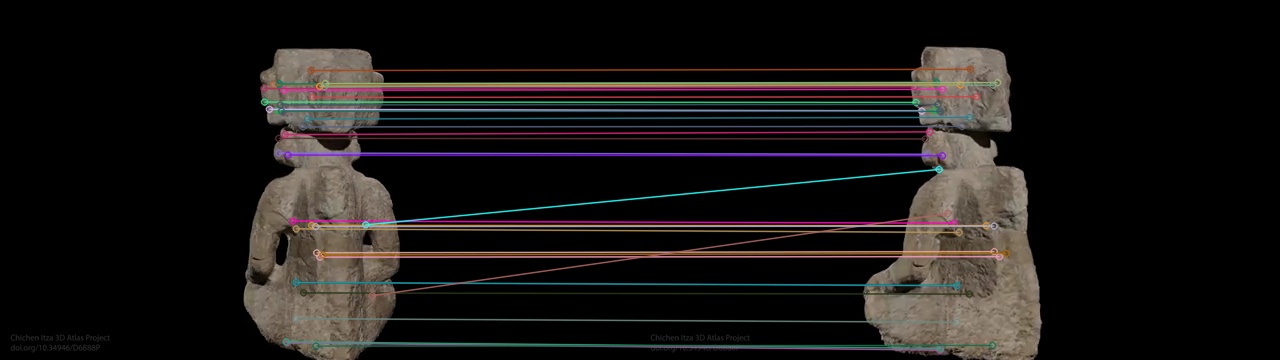 Chichen Itza 3D Atlas Project
doi.org/10.34946/D6888P
Chichen Itza 3D Atlas Project